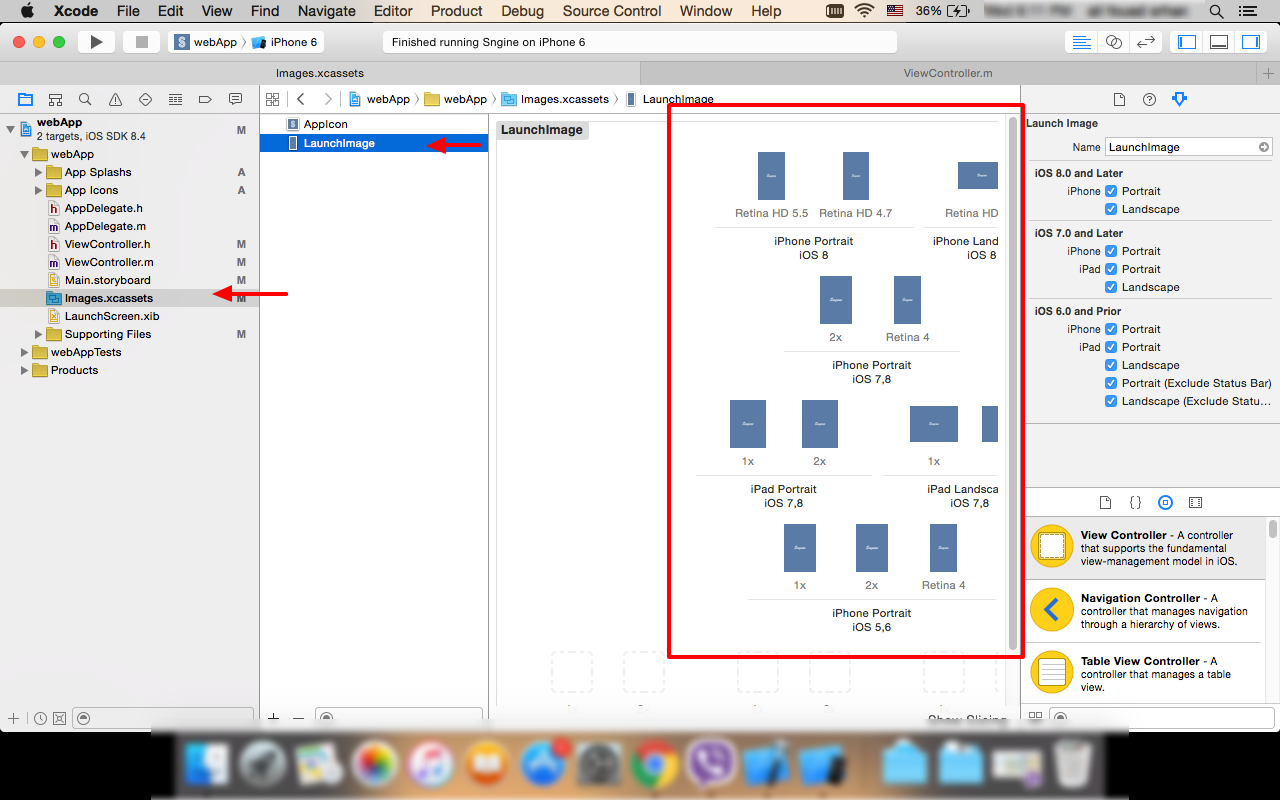 Xcode File Edit View Find Navigate Editor Product Debug Source Control Window Help 36%
webApp iPhone 6
Finished running Sngine on iPhone 6
Images.xcassets
ViewController.m
webApp webApp Images.xcassets LaunchImage
webApp
2 targets, iOS SDK 8.4
M
webApp
App Splashs A
App Icons A
AppDelegate.h
AppDelegate.m
ViewController.h M
ViewController.m M
Main.storyboard M
Images.xcassets M
LaunchScreen.xib
Supporting Files M
webAppTests
Products
AppIcon
LaunchImage
LaunchImage
Retina HD 5.5 Retina HD 4.7 Retina HD
iPhone Portrait iPhone Land
iOS 8 iOS 8
2x Retina 4
iPhone Portrait
iOS 7,8
1x 2x 1x
iPad Portrait iPad Landsca
iOS 7,8 iOS 7,8
1x 2x Retina 4
iPhone Portrait
iOS 5,6
Show Slicing
Launch Image
Name LaunchImage
iOS 8.0 and Later
iPhone Portrait
Landscape
iOS 7.0 and Later
iPhone Portrait
iPad Portrait
Landscape
iOS 6.0 and Prior
iPhone Portrait
iPad Portrait
Landscape
Portrait (Exclude Status Bar)
Landscape (Exclude Statu...
View Controller - A controller
that supports the fundamental
view-management model in iOS.
Navigation Controller - A
controller that manages navigation
through a hierarchy of views.
Table View Controller - A
controller that manages a table
view.